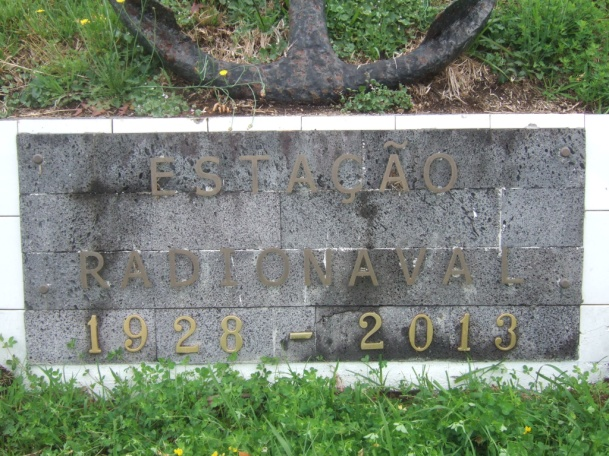 ESTAÇÃO
RADIONAVAL
1928 - 2013